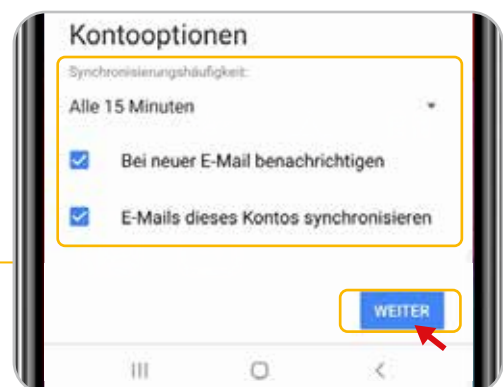 Kontooptionen
Synchronisierungshäufigkeit:
Alle 15 Minuten
Bei neuer E-Mail benachrichtigen
E-Mails dieses Kontos synchronisieren
WEITER